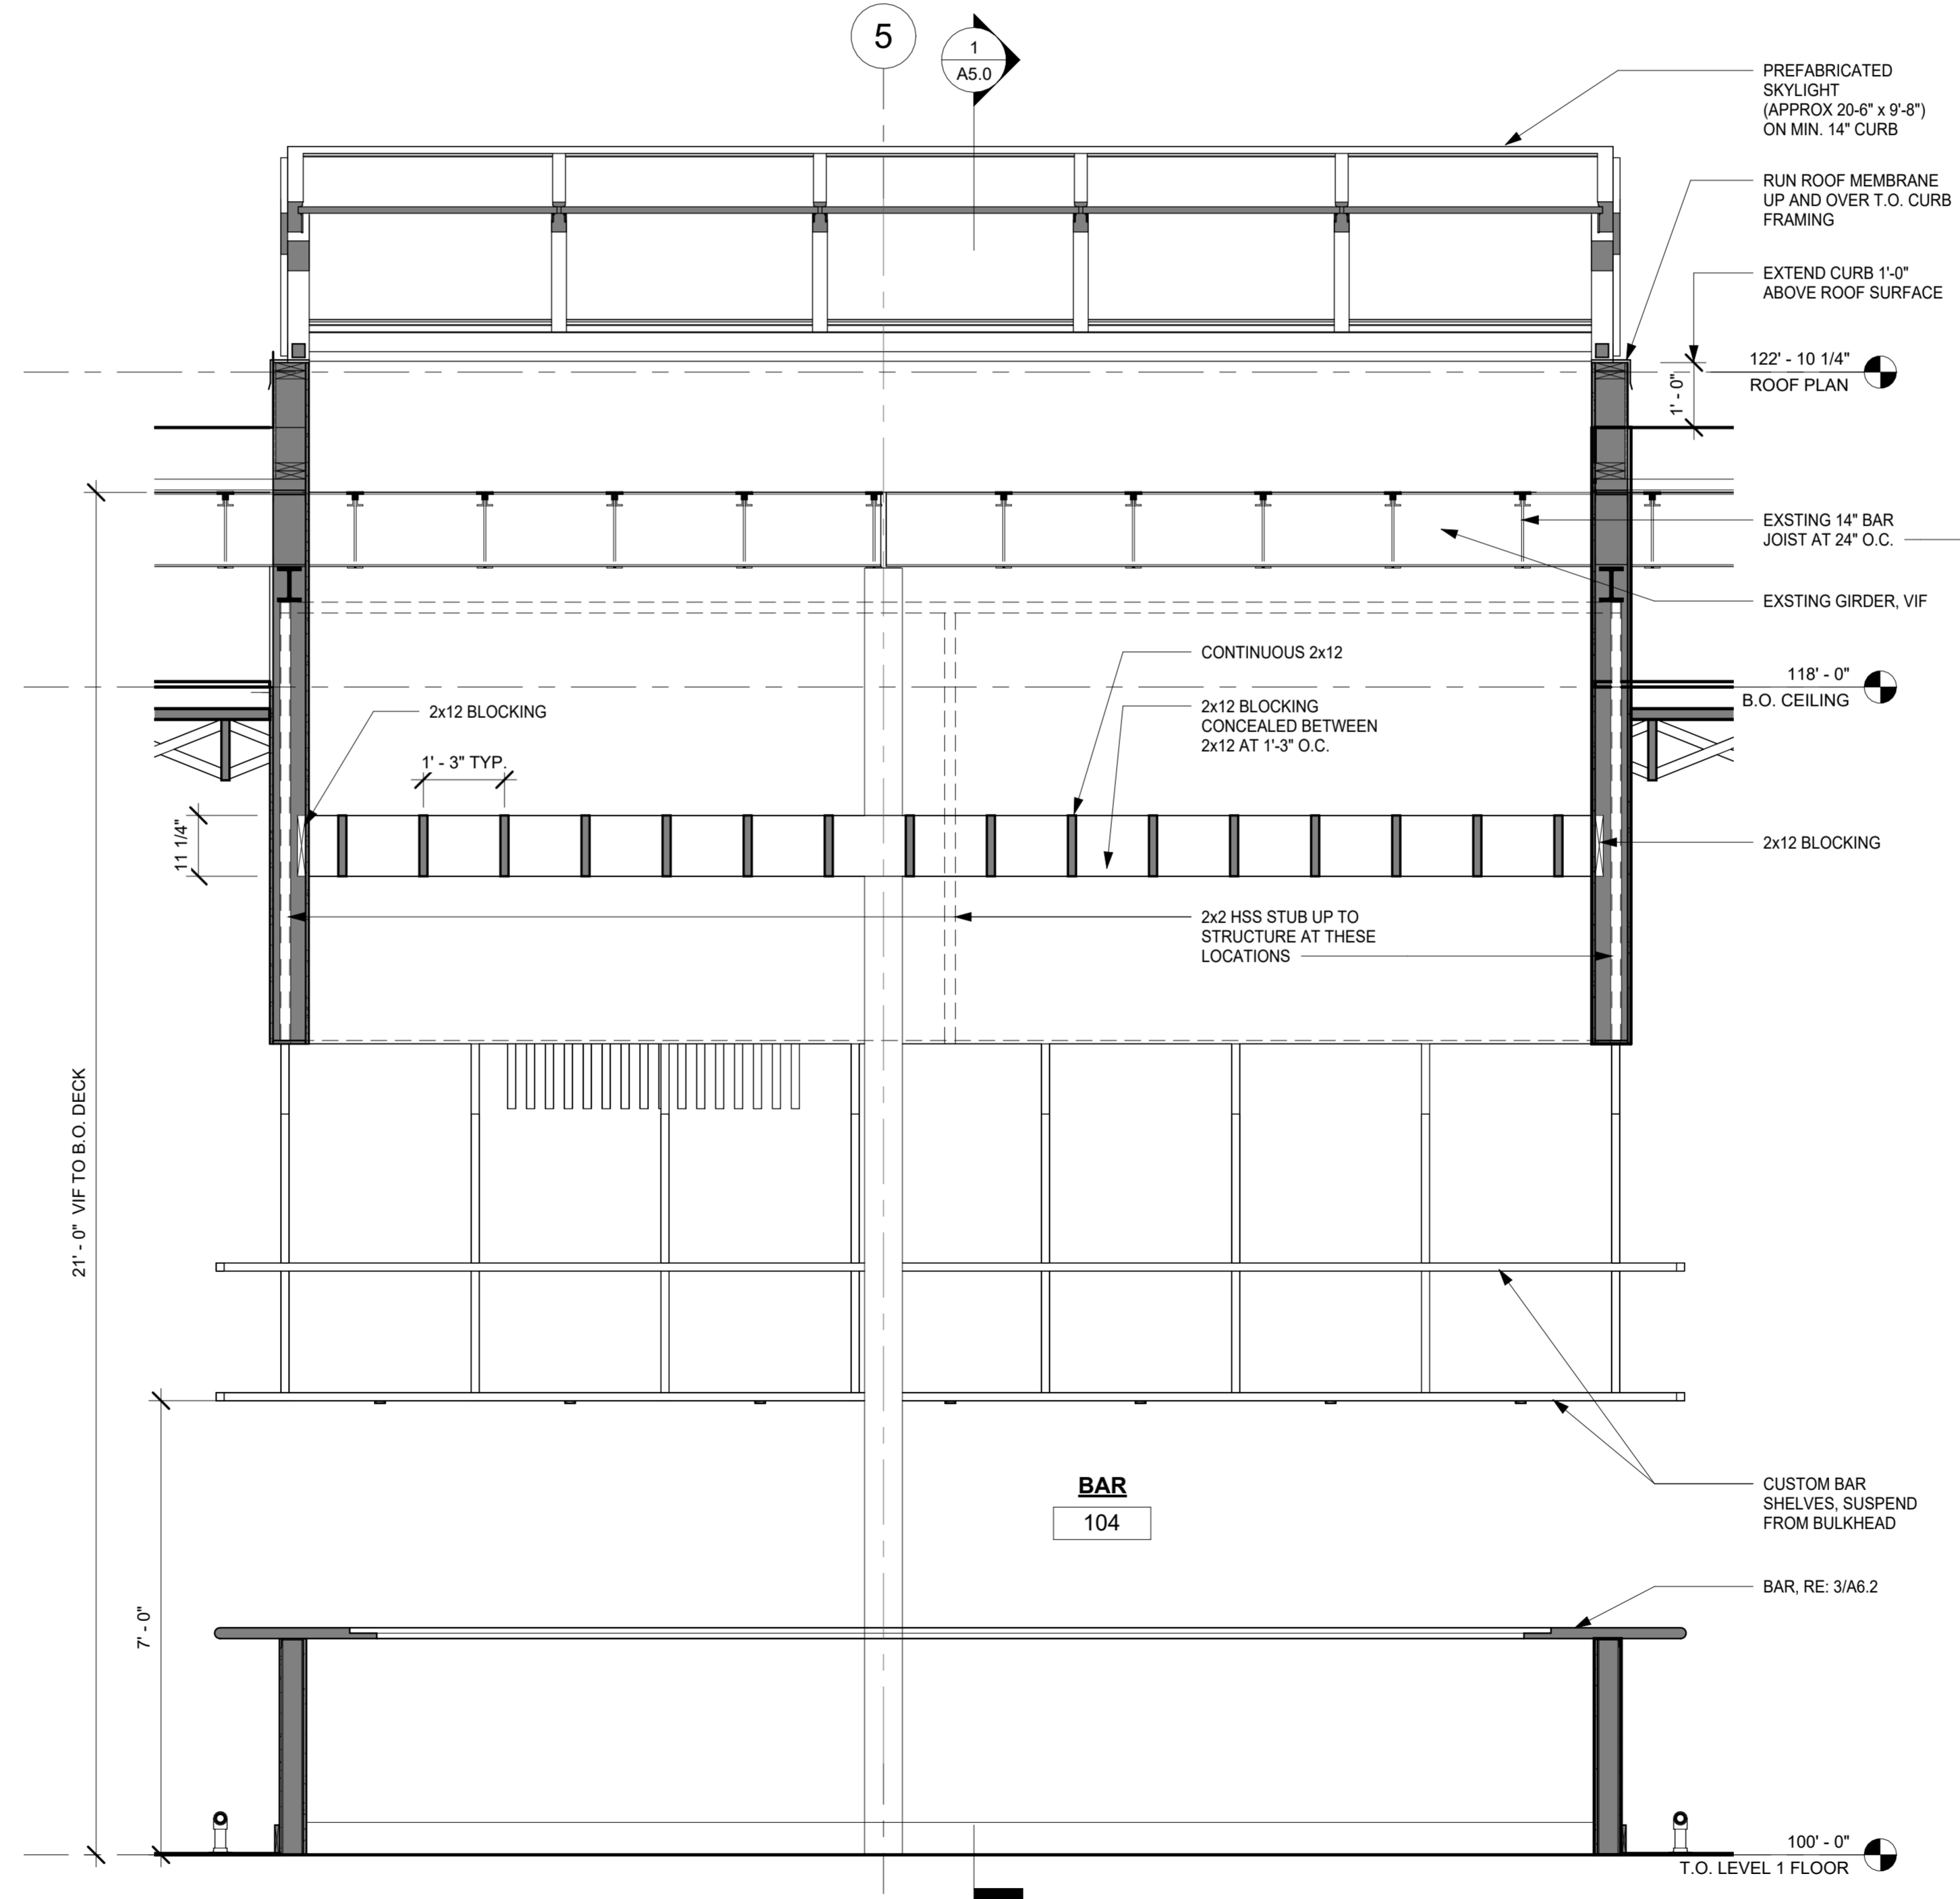 5
1
A5.0
PREFABRICATED
SKYLIGHT
(APPROX 20-6" x 9'-8")
ON MIN. 14" CURB
RUN ROOF MEMBRANE
UP AND OVER T.O. CURB
FRAMING
EXTEND CURB 1'-0"
ABOVE ROOF SURFACE
122' - 10 1/4"
ROOF PLAN
1' - 0"
EXSTING 14" BAR
JOIST AT 24" O.C.
EXSTING GIRDER, VIF
CONTINUOUS 2x12
118' - 0"
B.O. CEILING
2x12 BLOCKING
2x12 BLOCKING
CONCEALED BETWEEN
2x12 AT 1'-3" O.C.
1' - 3" TYP.
11 1/4"
2x12 BLOCKING
2x2 HSS STUB UP TO
STRUCTURE AT THESE
LOCATIONS
21' - 0" VIF TO B.O. DECK
BAR
104
CUSTOM BAR
SHELVES, SUSPEND
FROM BULKHEAD
BAR, RE: 3/A6.2
7' - 0"
100' - 0"
T.O. LEVEL 1 FLOOR